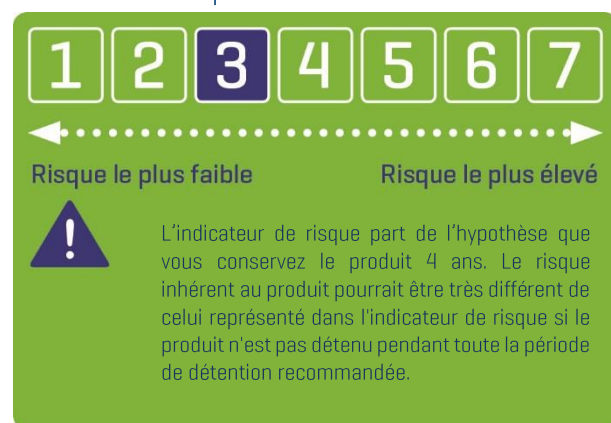 1 2 3 4 5 6 7
Risque le plus faible Risque le plus élevé
L'indicateur de risque part de l'hypothèse que
vous conservez le produit 4 ans. Le risque
inhérent au produit pourrait être très différent de
celui représenté dans l'indicateur de risque si le
produit n'est pas détenu pendant toute la période
de détention recommandée.